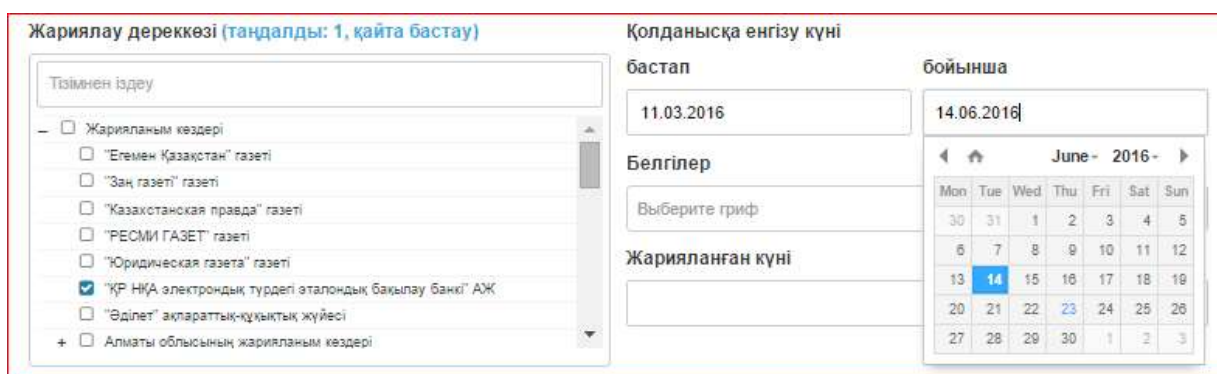 Жариялау дереккөзі (таңдалды: 1, қайта бастау)
Тізімнен іздеу
Жарияланым көздері
"Егемен Қазақстан" газеті
"Заң газеті" газеті
"Казахстанская правда" газеті
"РЕСМИ ГАЗЕТ" газеті
"Юридическая газета" газеті
"ҚР НҚА электрондық түрдегі эталондық бақылау банкі" АЖ
"Әділет" ақпараттық-құқықтық жүйесі
+ Алматы облысының жарияланым көздері
Қолданысқа енгізу күні
бастап бойынша
11.03.2016 14.06.2016
Белгілер
Выберите гриф
Жарияланған күні
June 2016
Mon Tue Wed Thu Fri Sat Sun
30 31 1 2 3 4 5
6 7 8 9 10 11 12
13 14 15 16 17 18 19
20 21 22 23 24 25 26
27 28 29 30 1 2 3